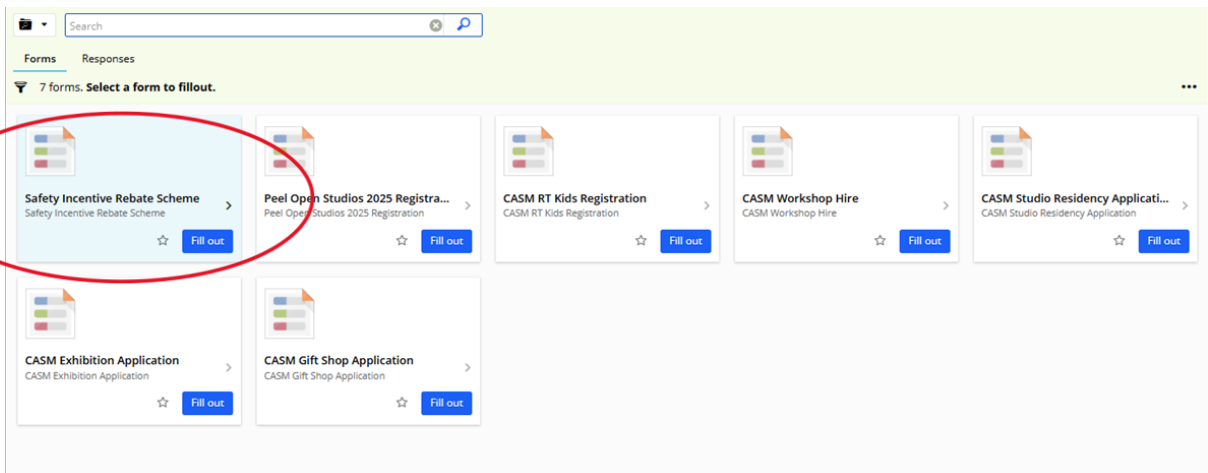 Search
Forms Responses
7 forms. Select a form to fillout.
Safety Incentive Rebate Scheme
Safety Incentive Rebate Scheme
Fill out
Peel Open Studios 2025 Registra...
Peel Open Studios 2025 Registration
Fill out
CASM RT Kids Registration
CASM RT Kids Registration
Fill out
CASM Workshop Hire
CASM Workshop Hire
Fill out
CASM Studio Residency Applicati...
CASM Studio Residency Application
Fill out
CASM Exhibition Application
CASM Exhibition Application
Fill out
CASM Gift Shop Application
CASM Gift Shop Application
Fill out